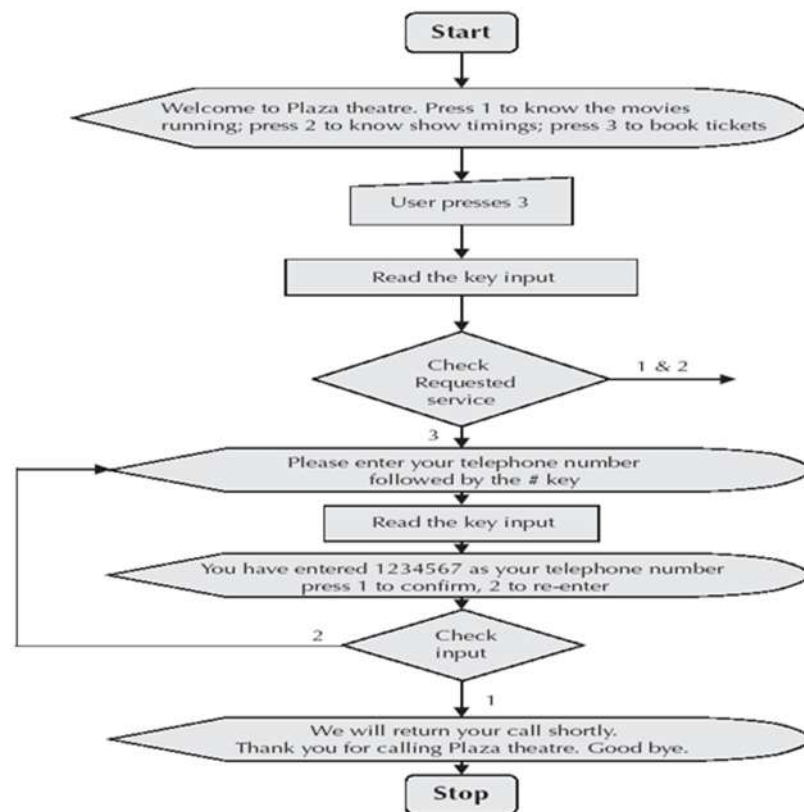 Start
Welcome to Plaza theatre. Press 1 to know the movies
running; press 2 to know show timings; press 3 to book tickets
User presses 3
Read the key input
Check
Requested
service
1 & 2
3
Please enter your telephone number
followed by the # key
Read the key input
You have entered 1234567 as your telephone number
press 1 to confirm, 2 to re-enter
2
Check
input
1
We will return your call shortly.
Thank you for calling Plaza theatre. Good bye.
Stop